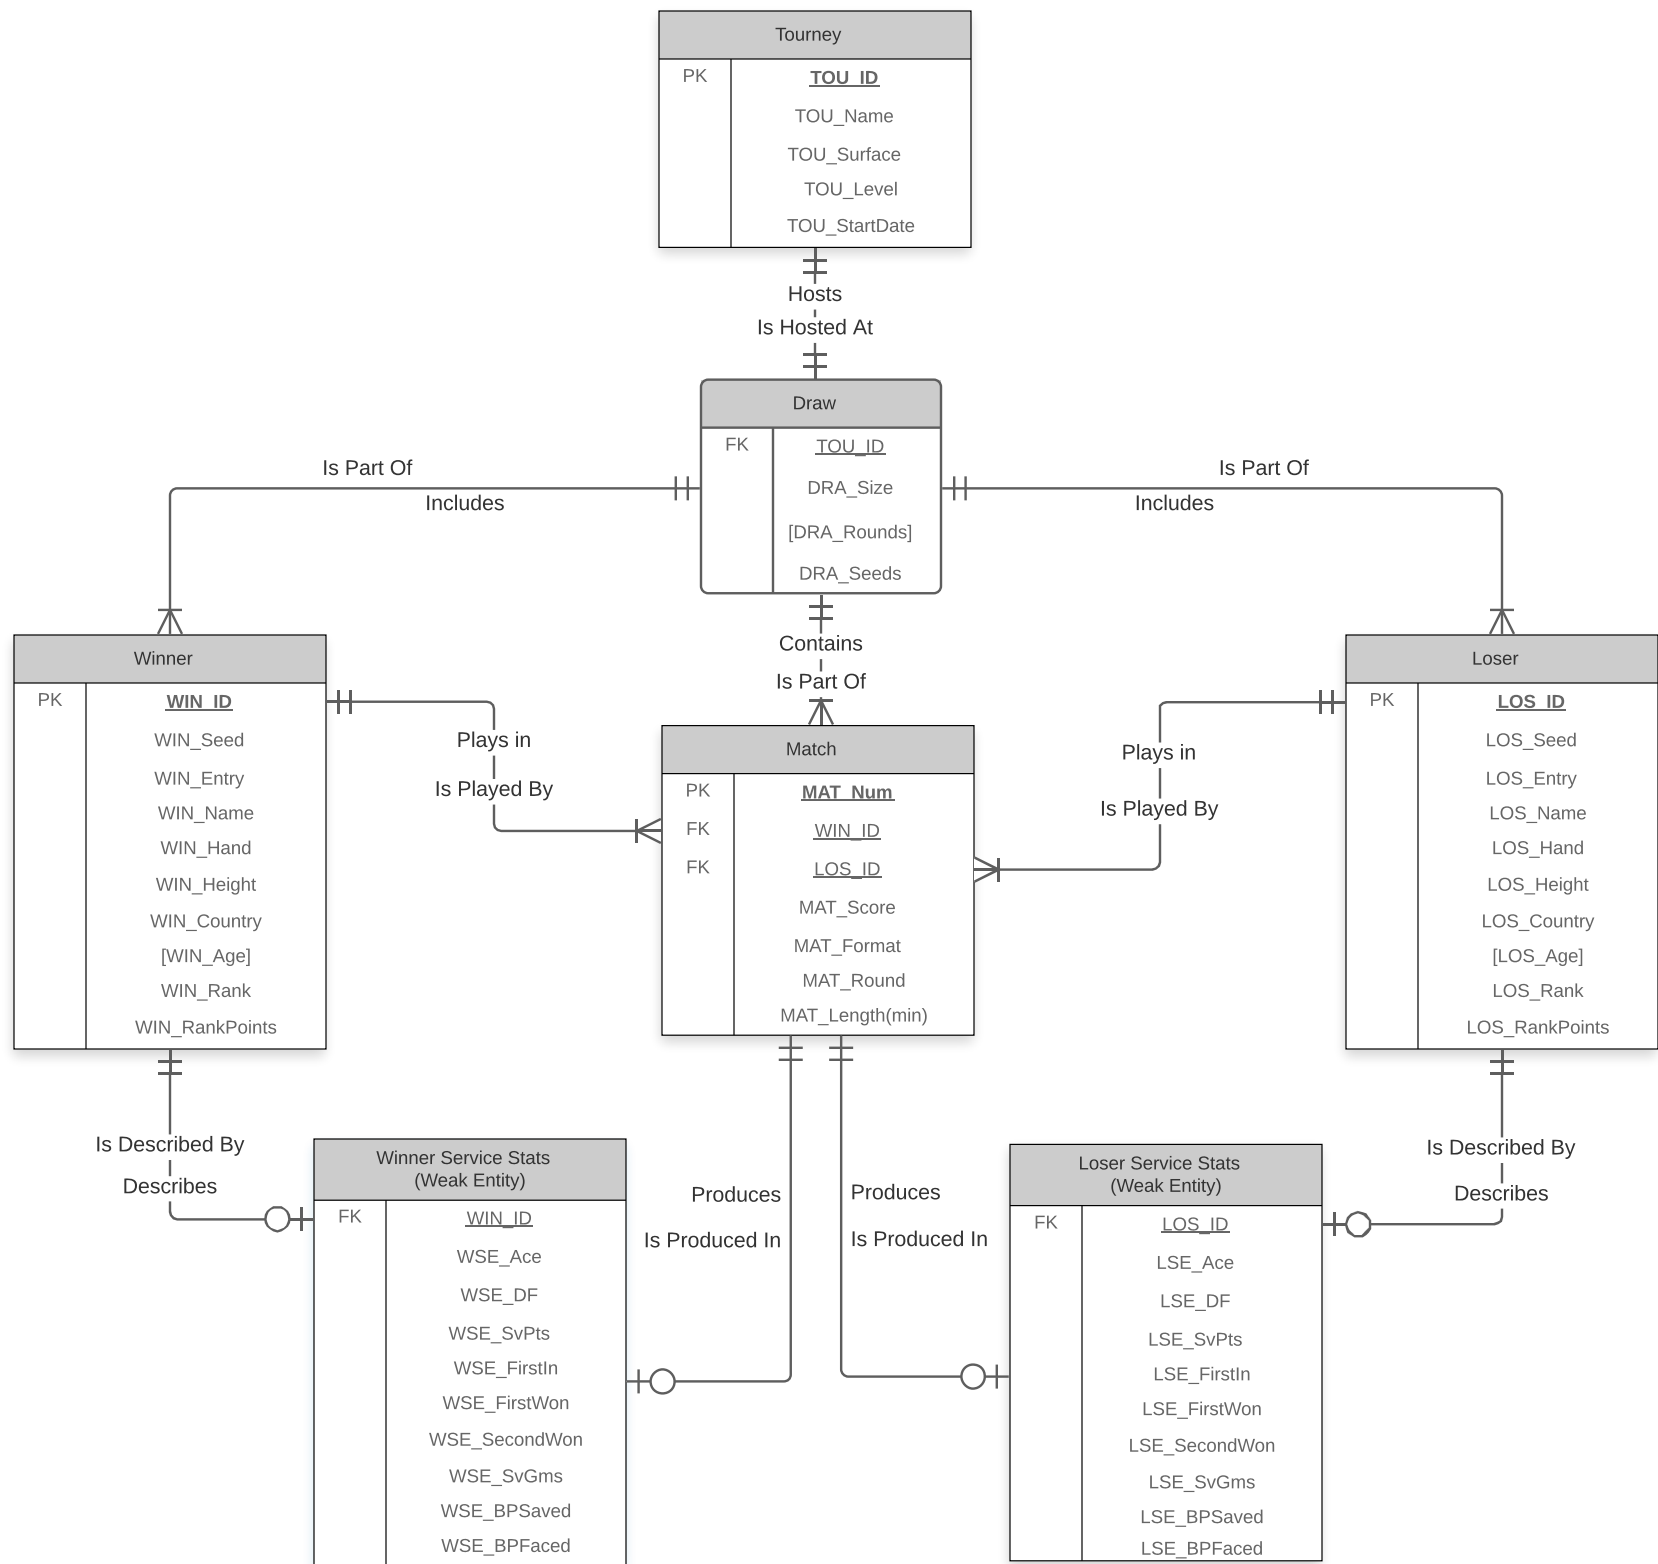 Tourney
PK TOU_ID
TOU_Name
TOU_Surface
TOU_Level
TOU_StartDate
Hosts
Is Hosted At
Draw
FK TOU_ID
DRA_Size
[DRA_Rounds]
DRA_Seeds
Is Part Of
Includes
Is Part Of
Includes
Contains
Is Part Of
Winner
PK WIN_ID
WIN_Seed
WIN_Entry
WIN_Name
WIN_Hand
WIN_Height
WIN_Country
[WIN_Age]
WIN_Rank
WIN_RankPoints
Plays in
Is Played By
Match
PK MAT_Num
FK WIN_ID
FK LOS_ID
MAT_Score
MAT_Format
MAT_Round
MAT_Length(min)
Plays in
Is Played By
Loser
PK LOS_ID
LOS_Seed
LOS_Entry
LOS_Name
LOS_Hand
LOS_Height
LOS_Country
[LOS_Age]
LOS_Rank
LOS_RankPoints
Is Described By
Describes
Winner Service Stats
(Weak Entity)
FK WIN_ID
WSE_Ace
WSE_DF
WSE_SvPts
WSE_FirstIn
WSE_FirstWon
WSE_SecondWon
WSE_SvGms
WSE_BPSaved
WSE_BPFaced
Produces
Is Produced In
Produces
Is Produced In
Loser Service Stats
(Weak Entity)
FK LOS_ID
LSE_Ace
LSE_DF
LSE_SvPts
LSE_FirstIn
LSE_FirstWon
LSE_SecondWon
LSE_SvGms
LSE_BPSaved
LSE_BPFaced
Is Described By
Describes